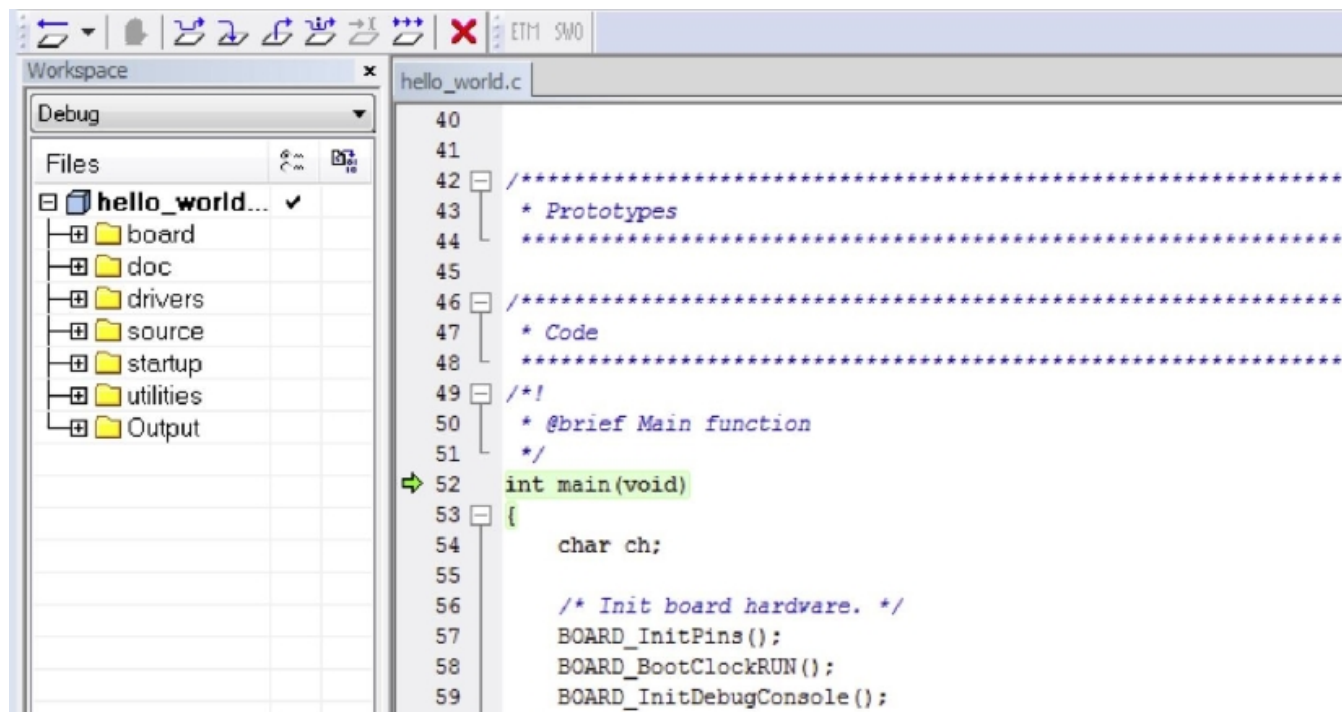 ETM SWO
Workspace x
Debug
Files
hello_world...
board
doc
drivers
source
startup
utilities
Output
hello_world.c
40
41
42 /***************************************************************
43 * Prototypes
44 **************************************************************
45
46 /***************************************************************
47 * Code
48 **************************************************************
49 /*!
50 * @brief Main function
51 */
52 int main(void)
53 {
54 char ch;
55
56 /* Init board hardware. */
57 BOARD_InitPins();
58 BOARD_BootClockRUN();
59 BOARD_InitDebugConsole();